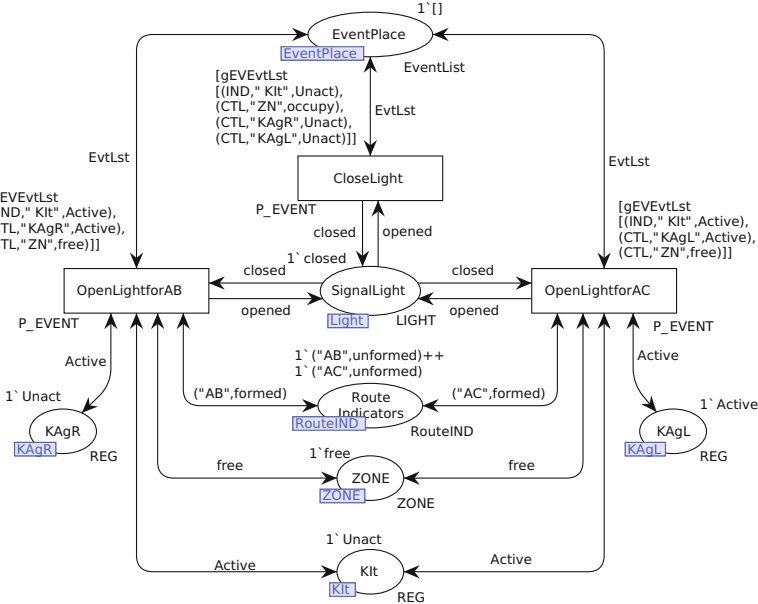 1`[]
EventPlace
EventPlace
EventList
[gEVEvtLst
[(IND," KIt",Unact),
(CTL,"ZN",occupy),
(CTL,"KAgR",Unact),
(CTL,"KAgL",Unact)]]
EvtLst
EvtLst
EvtLst
CloseLight
P_EVENT
EVEvtLst
ND," KIt",Active),
TL,"KAgR",Active),
TL,"ZN",free)]]
[gEVEvtLst
[(IND," KIt",Active),
(CTL,"KAgL",Active),
(CTL,"ZN",free)]]
closed
opened
1`closed
OpenLightforAB
P_EVENT
closed
opened
SignalLight
Light
LIGHT
closed
opened
OpenLightforAC
P_EVENT
1`("AB",unformed)++
1`("AC",unformed)
Active
("AB",formed)
Route
Indicators
RouteIND
RouteIND
("AC",formed)
Active
1`Unact
KAgR
KAgR
REG
1`Active
KAgL
KAgL
REG
1`free
free
ZONE
ZONE
ZONE
free
1`Unact
Active
KIt
KIt
REG
Active